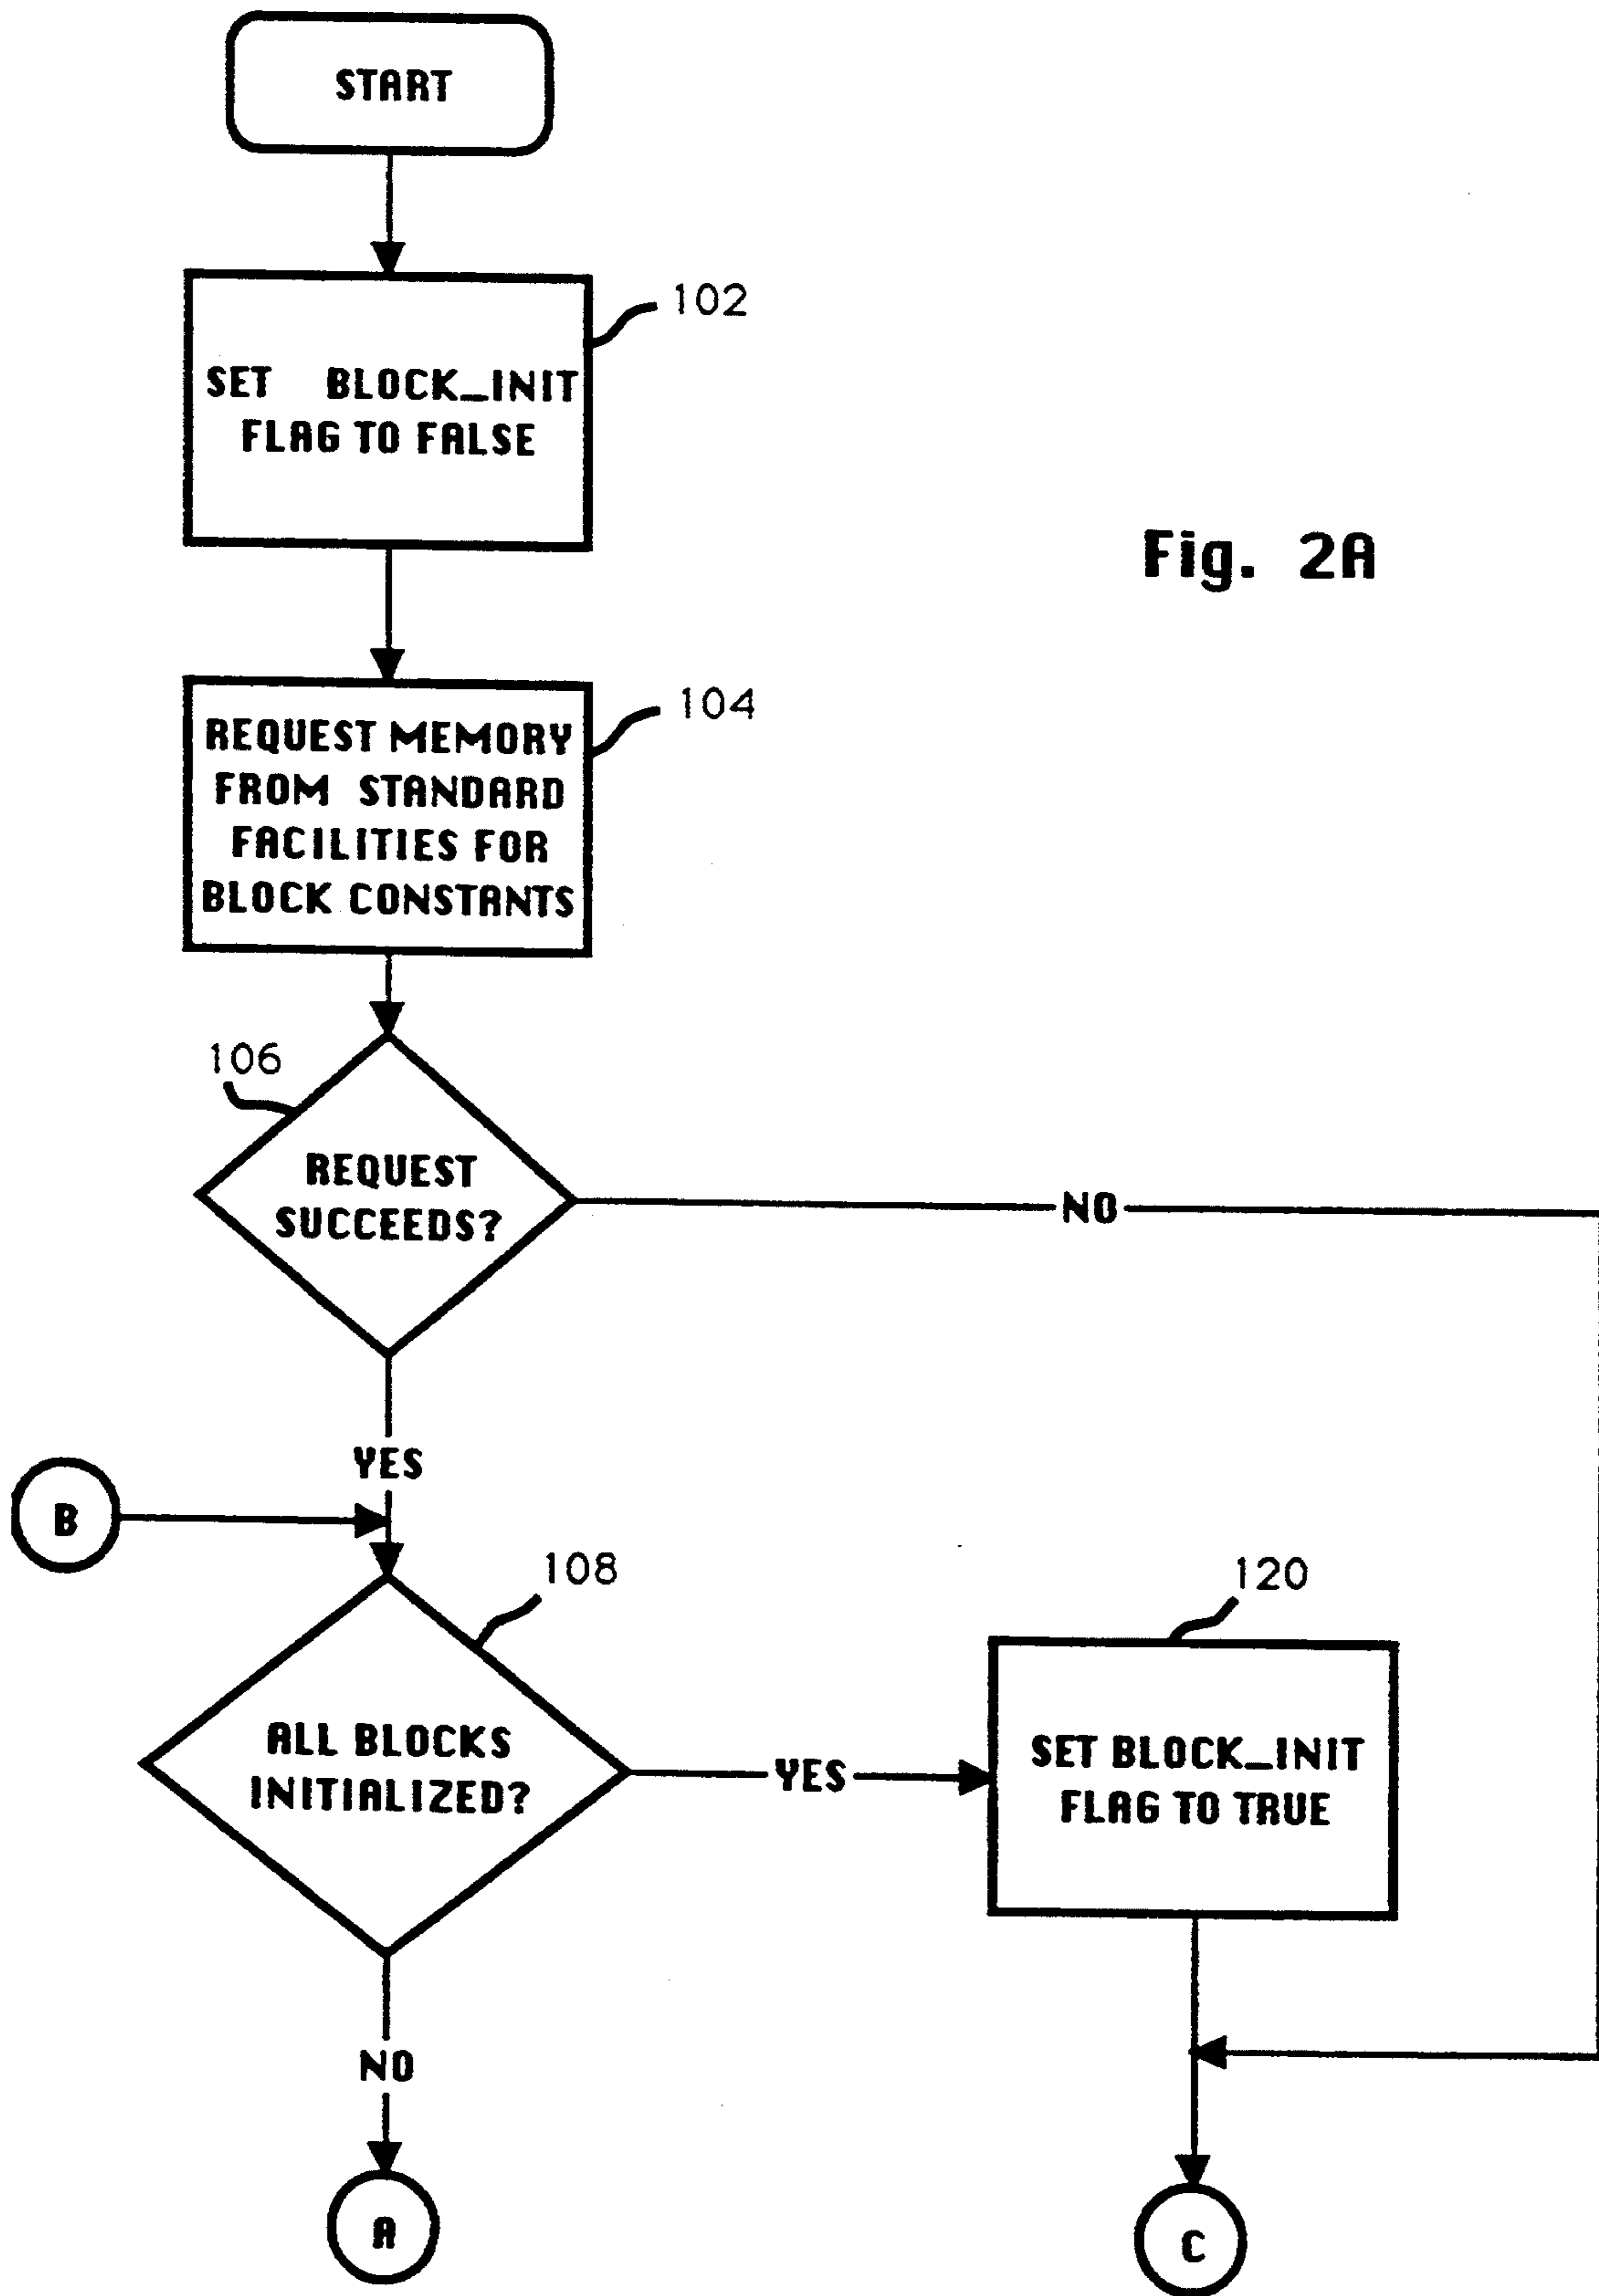 START
102
SET BLOCK_INIT
FLAG TO FALSE
Fig. 2A
104
REQUEST MEMORY
FROM STANDARD
FACILITIES FOR
BLOCK CONSTANTS
106
REQUEST
SUCCEEDS?
NO
YES
B
108
120
ALL BLOCKS
INITIALIZED?
YES
SET BLOCK_INIT
FLAG TO TRUE
NO
A
C